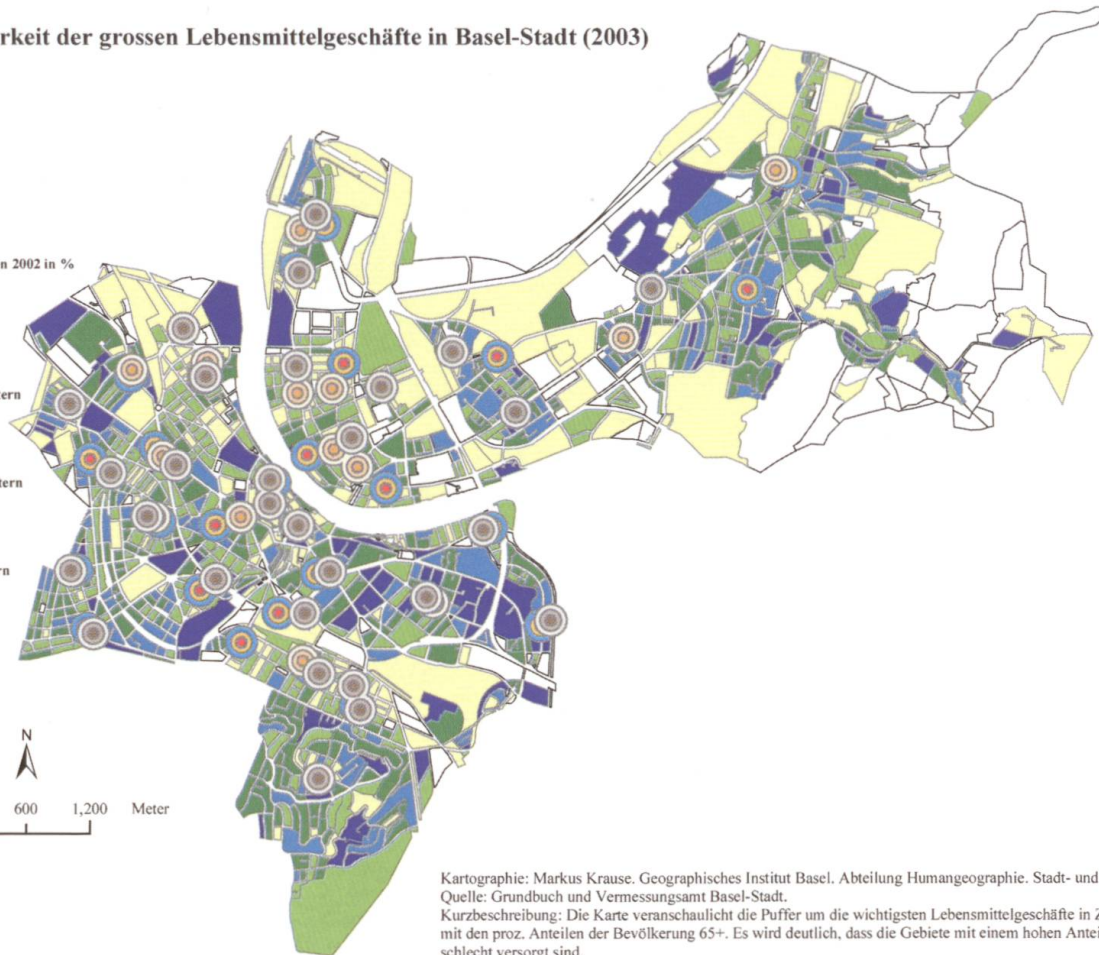 rkeit der grossen Lebensmittelgeschäfte in Basel-Stadt (2003)
n 2002 in %
tern
tern
rn
N
600 1,200 Meter
Kartographie: Markus Krause. Geographisches Institut Basel. Abteilung Humangeographie. Stadt- und
Quelle: Grundbuch und Vermessungsamt Basel-Stadt.
Kurzbeschreibung: Die Karte veranschaulicht die Puffer um die wichtigsten Lebensmittelgeschäfte in Z
mit den proz. Anteilen der Bevölkerung 65+. Es wird deutlich, dass die Gebiete mit einem hohen Antei
schlecht versorgt sind.